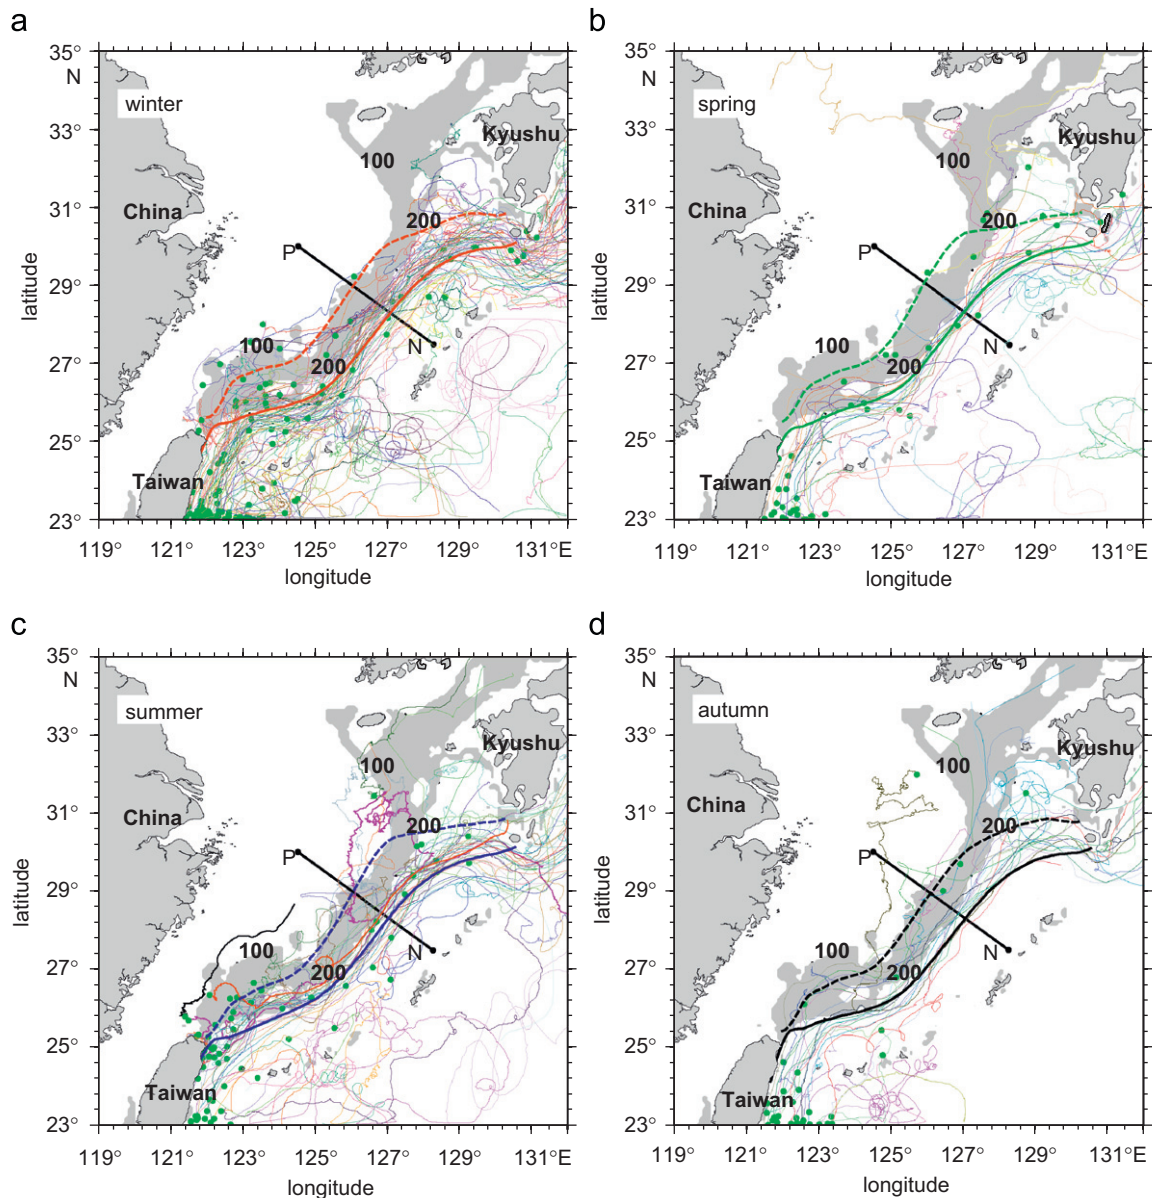 a
35°
N
winter
33°
Kyushu
100
31°
China
200
P
29°
latitude
N
100
27°
200
25°
Taiwan
23°
119° 121° 123° 125° 127° 129° 131°E
longitude
b
35°
N
spring
33°
Kyushu
100
31°
China
200
P
29°
latitude
N
100
27°
200
25°
Taiwan
23°
119° 121° 123° 125° 127° 129° 131°E
longitude
c
35°
N
summer
33°
Kyushu
100
31°
China
200
P
29°
latitude
N
100
27°
200
25°
Taiwan
23°
119° 121° 123° 125° 127° 129° 131°E
longitude
d
35°
N
autumn
33°
Kyushu
100
31°
China
200
P
29°
latitude
N
100
27°
200
25°
Taiwan
23°
119° 121° 123° 125° 127° 129° 131°E
longitude